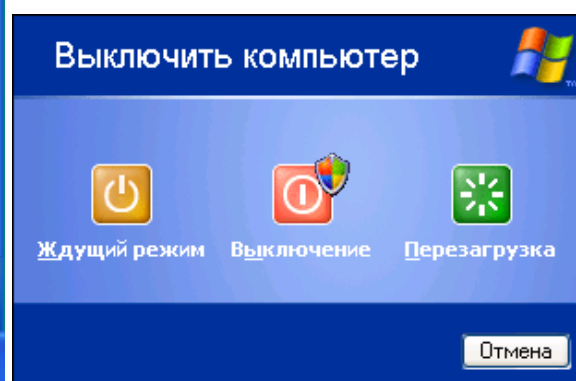 Выключить компьютер
Ждущий режим Выключение Перезагрузка
Отмена